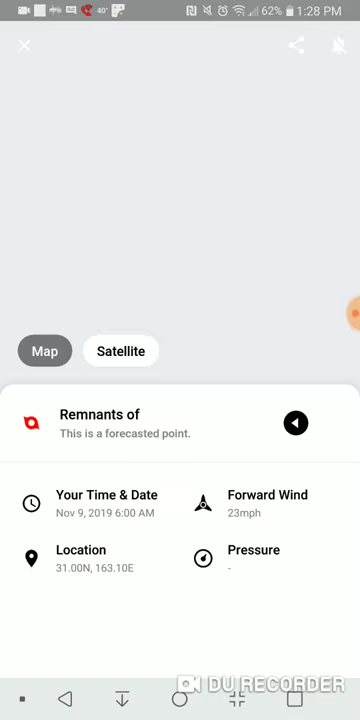 40° 62% 1:28 PM
Map
Satellite
Remnants of
This is a forecasted point.
Your Time & Date
Nov 9, 2019 6:00 AM
Forward Wind
23mph
Location
31.00N, 163.10E
Pressure
-
DU RECORDER